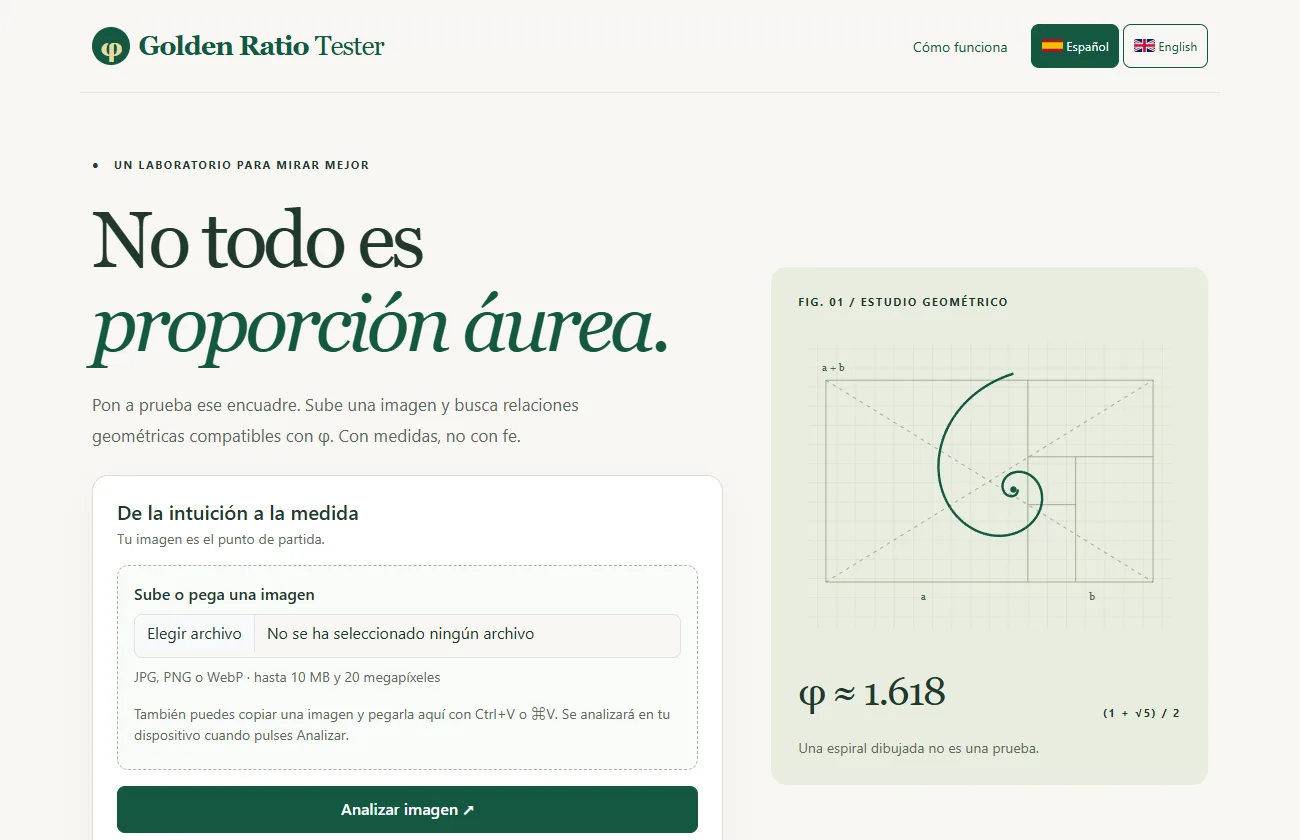 φ Golden Ratio Tester
Cómo funciona
Español
English
UN LABORATORIO PARA MIRAR MEJOR
No todo es
proporción áurea.
Pon a prueba ese encuadre. Sube una imagen y busca relaciones
geométricas compatibles con φ. Con medidas, no con fe.
De la intuición a la medida
Tu imagen es el punto de partida.
Sube o pega una imagen
Elegir archivo
No se ha seleccionado ningún archivo
JPG, PNG o WebP · hasta 10 MB y 20 megapíxeles
También puedes copiar una imagen y pegarla aquí con Ctrl+V o ⌘V. Se analizará en tu
dispositivo cuando pulses Analizar.
Analizar imagen ↗
FIG. 01 / ESTUDIO GEOMÉTRICO
a + b
a
b
φ ≈ 1.618
(1 + √5) / 2
Una espiral dibujada no es una prueba.